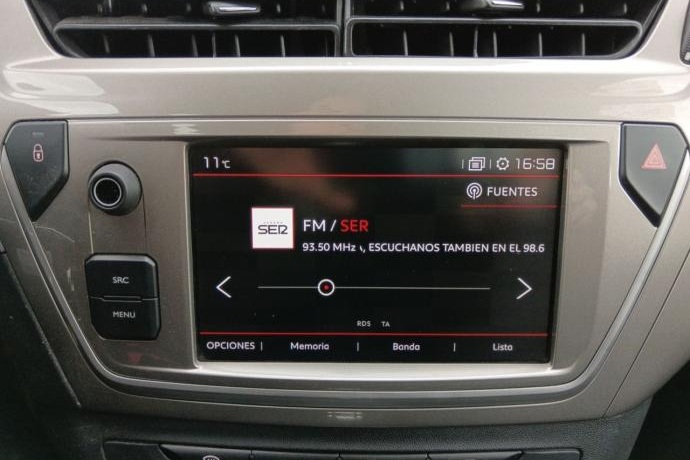 11°C 16:58
FUENTES
SER
FM / SER
93.50 MHz , ESCUCHANOS TAMBIEN EN EL 98.6
SRC
MENU
RDS TA
OPCIONES | Memoria | Banda | Lista